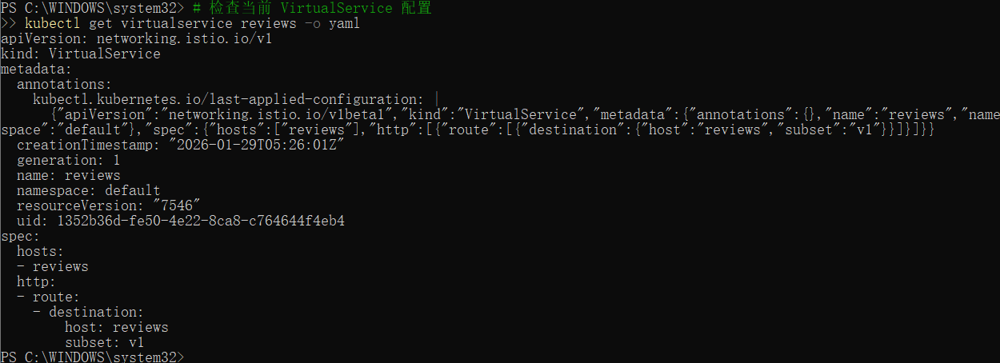 PS C:\WINDOWS\system32> # 检查当前 VirtualService 配置
>> kubectl get virtualservice reviews -o yaml
apiVersion: networking.istio.io/v1
kind: VirtualService
metadata:
  annotations:
    kubectl.kubernetes.io/last-applied-configuration: |
      {"apiVersion":"networking.istio.io/v1beta1","kind":"VirtualService","metadata":{"annotations":{},"name":"reviews","name
space":"default"},"spec":{"hosts":["reviews"],"http":[{"route":[{"destination":{"host":"reviews","subset":"v1"}}]}]}}
  creationTimestamp: "2026-01-29T05:26:01Z"
  generation: 1
  name: reviews
  namespace: default
  resourceVersion: "7546"
  uid: 1352b36d-fe50-4e22-8ca8-c764644f4eb4
spec:
  hosts:
  - reviews
  http:
  - route:
    - destination:
        host: reviews
        subset: v1
PS C:\WINDOWS\system32>